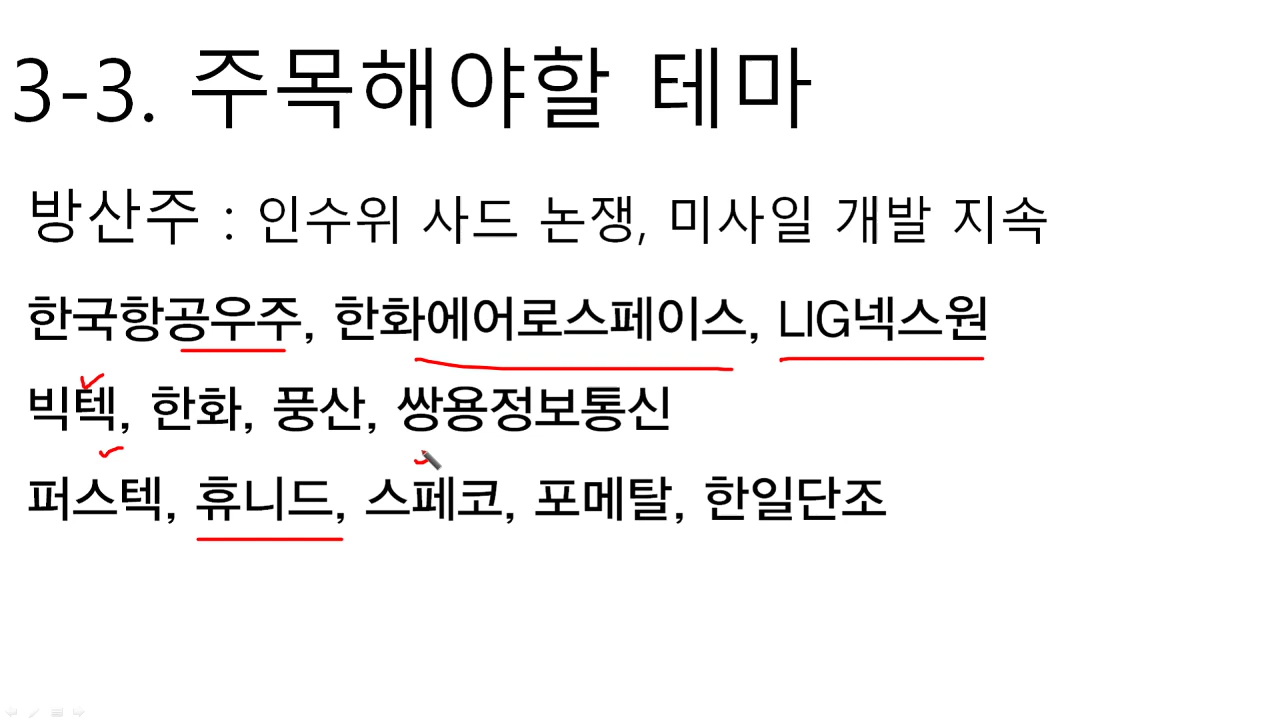 3-3. 주목해야할 테마
방산주 : 인수위 사드 논쟁, 미사일 개발 지속
한국항공우주, 한화에어로스페이스, LIG넥스원
빅텍, 한화, 풍산, 쌍용정보통신
퍼스텍, 휴니드, 스페코, 포메탈, 한일단조